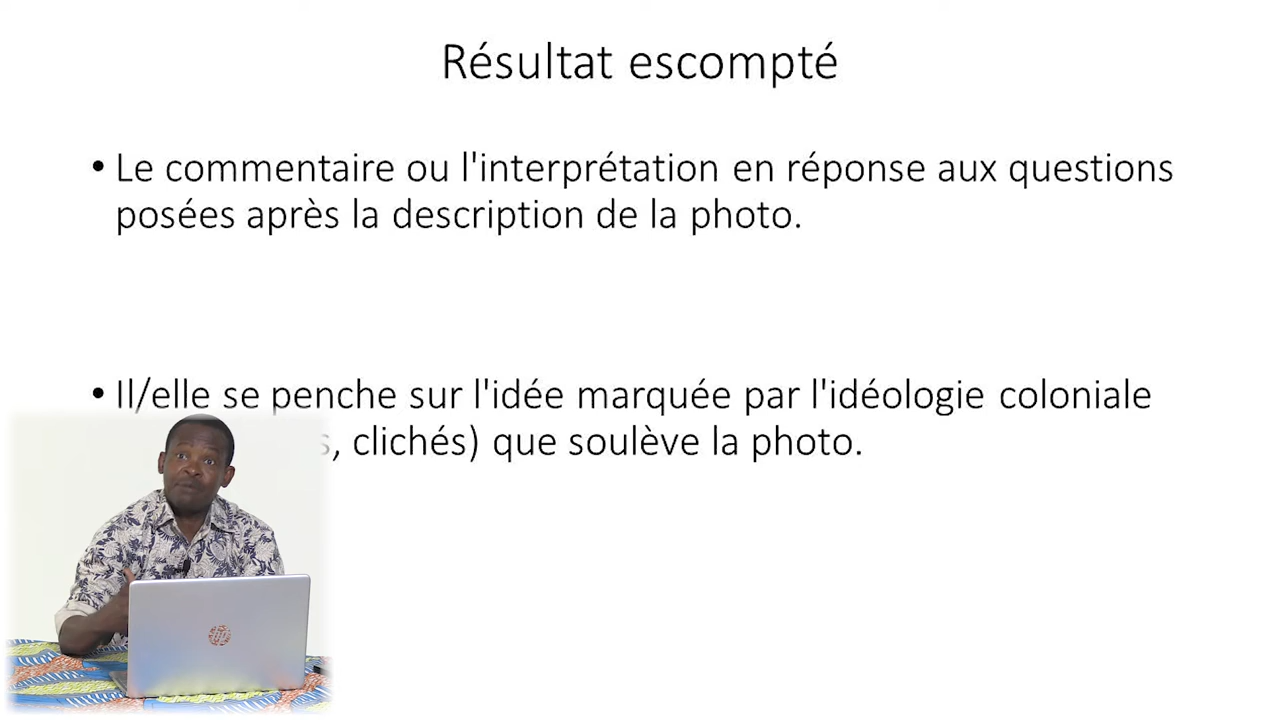 Résultat escompté
• Le commentaire ou l'interprétation en réponse aux questions
posées après la description de la photo.
• Il/elle se penche sur l'idée marquée par l'idéologie coloniale
, clichés) que soulève la photo.
hp